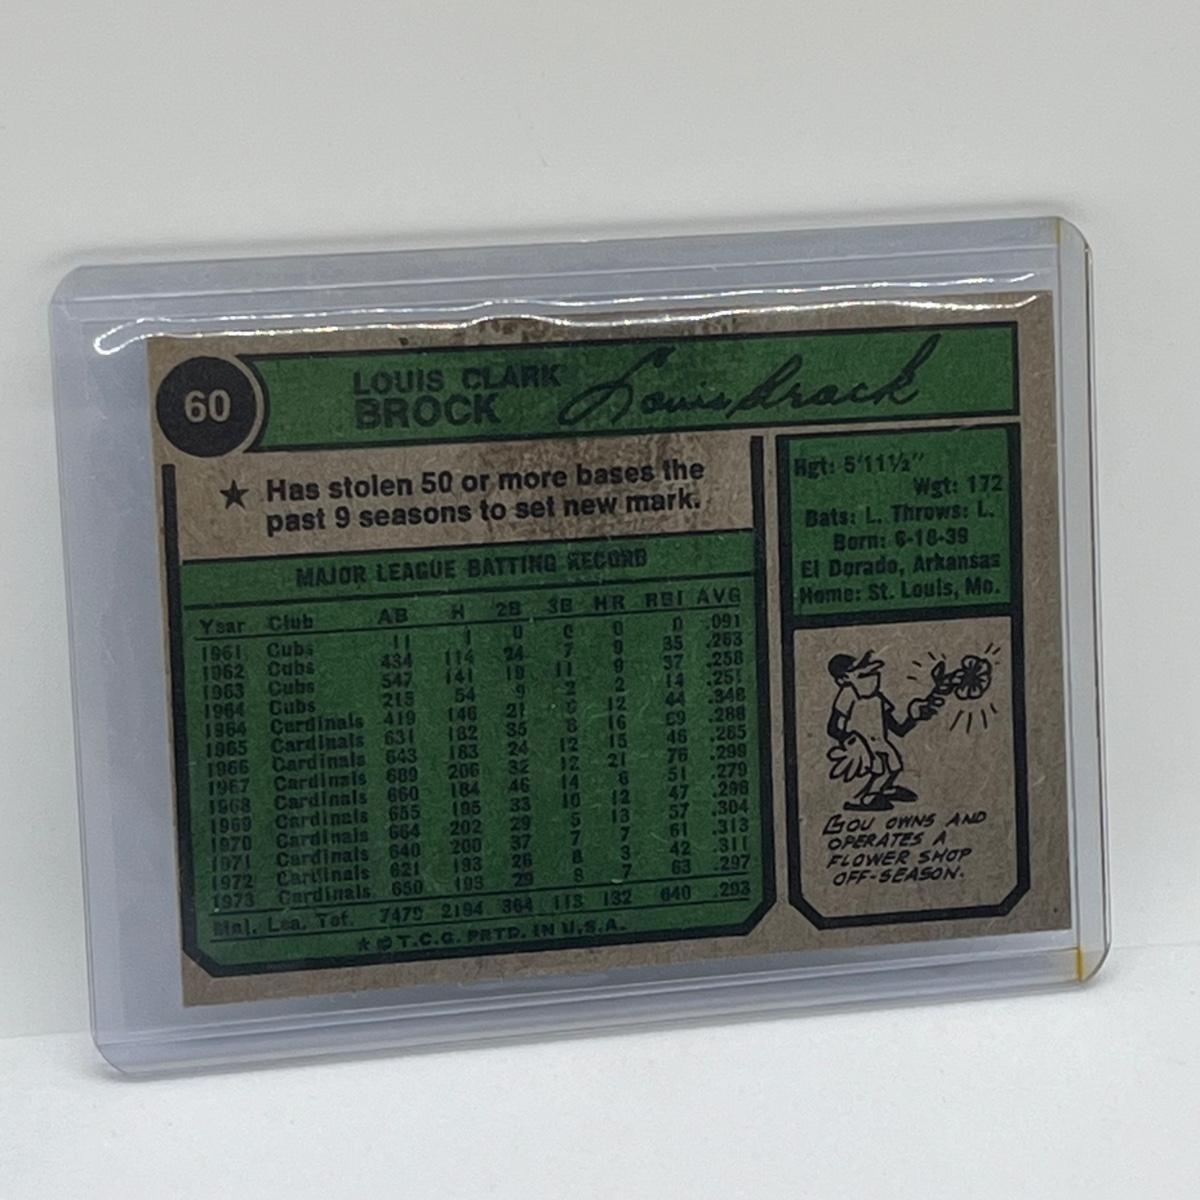 60
LOUIS CLARK
BROCK
Louis Brock
★ Has stolen 50 or more bases the
past 9 seasons to set new mark.
Hgt: 5'11½"
Wgt: 172
Bats: L. Throws: L.
Born: 6-18-39
El Dorado, Arkansas
Home: St. Louis, Mo.
MAJOR LEAGUE BATTING RECORD
Year Club AB H 2B 3B HR RBI AVG
1961 Cubs 11 1 0 0 0 0 .091
1962 Cubs 434 114 24 7 9 35 .263
1963 Cubs 547 141 19 11 9 37 .258
1964 Cubs 215 54 9 2 2 14 .251
1964 Cardinals 419 146 21 9 12 44 .348
1965 Cardinals 631 182 35 8 16 69 .288
1966 Cardinals 643 183 24 12 15 46 .285
1967 Cardinals 689 206 32 12 21 76 .299
1968 Cardinals 660 184 46 14 6 51 .279
1969 Cardinals 655 195 33 10 12 47 .298
1970 Cardinals 664 202 29 5 13 57 .304
1971 Cardinals 640 200 37 7 7 61 .313
1972 Cardinals 621 193 26 8 3 42 .311
1973 Cardinals 650 193 29 8 7 63 .297
Maj. Lea. Tot. 7479 2194 364 113 132 640 .293
★ © T.C.G. PRTD. IN U.S.A.
LOU OWNS AND
OPERATES A
FLOWER SHOP
OFF-SEASON.